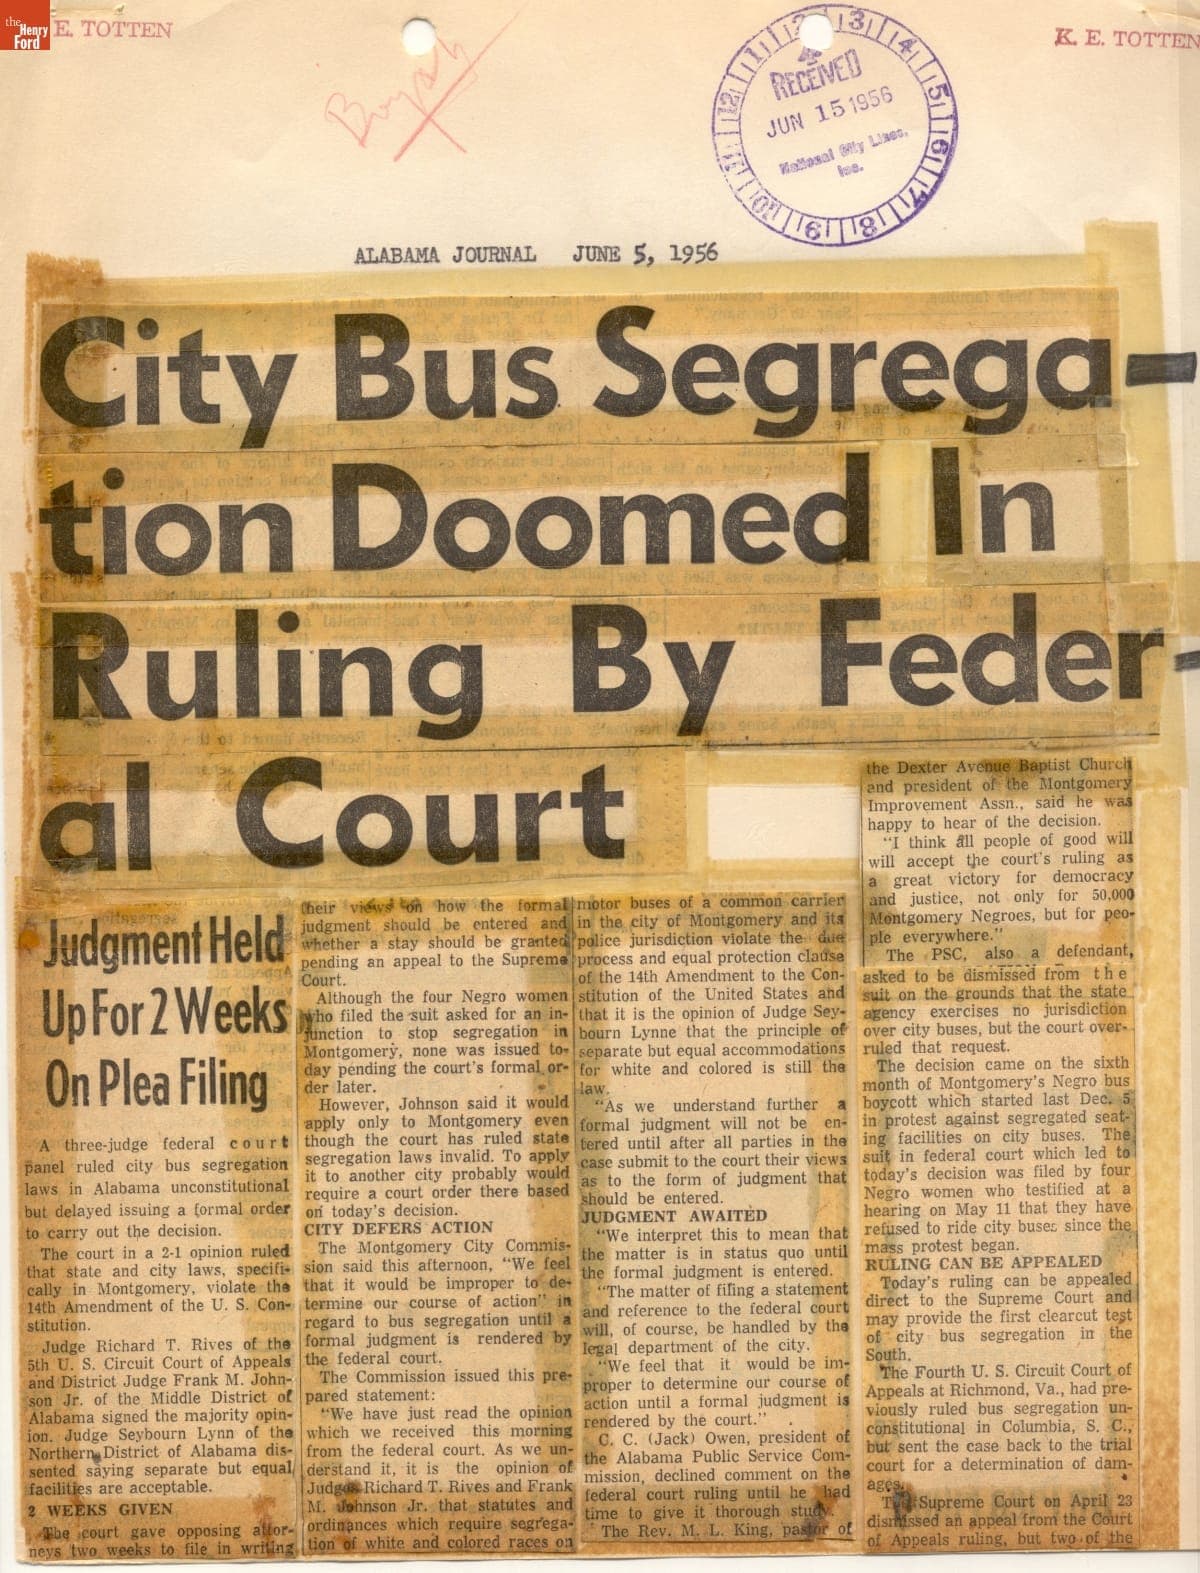 the
Henry
Ford
E. TOTTEN
K. E. TOTTEN
RECEIVED
JUN 15 1956
National City Lines,
Inc.
1 2 3 4 5 6 7 8 9 10 11 12
ALABAMA JOURNAL JUNE 5, 1956
City Bus Segrega-
tion Doomed In
Ruling By Feder-
al Court
Judgment Held
Up For 2 Weeks
On Plea Filing
A three-judge federal court
panel ruled city bus segregation
laws in Alabama unconstitutional
but delayed issuing a formal order
to carry out the decision.
The court in a 2-1 opinion ruled
that state and city laws, specifi-
cally in Montgomery, violate the
14th Amendment of the U. S. Con-
stitution.
Judge Richard T. Rives of the
5th U. S. Circuit Court of Appeals
and District Judge Frank M. John-
son Jr. of the Middle District of
Alabama signed the majority opin-
ion. Judge Seybourn Lynn of the
Northern District of Alabama dis-
sented saying separate but equal
facilities are acceptable.
2 WEEKS GIVEN
The court gave opposing attor-
neys two weeks to file in writing
their views on how the formal
judgment should be entered and
whether a stay should be granted
pending an appeal to the Supreme
Court.
Although the four Negro women
who filed the suit asked for an in-
junction to stop segregation in
Montgomery, none was issued to-
day pending the court's formal or-
der later.
However, Johnson said it would
apply only to Montgomery even
though the court has ruled state
segregation laws invalid. To apply
it to another city probably would
require a court order there based
on today's decision.
CITY DEFERS ACTION
The Montgomery City Commis-
sion said this afternoon, "We feel
that it would be improper to de-
termine our course of action" in
regard to bus segregation until a
formal judgment is rendered by
the federal court.
The Commission issued this pre-
pared statement:
"We have just read the opinion
which we received this morning
from the federal court. As we un-
derstand it, it is the opinion of
Judges Richard T. Rives and Frank
M. Johnson Jr. that statutes and
ordinances which require segrega-
tion of white and colored races on
motor buses of a common carrier
in the city of Montgomery and its
police jurisdiction violate the due
process and equal protection clause
of the 14th Amendment to the Con-
stitution of the United States and
that it is the opinion of Judge Sey-
bourn Lynne that the principle of
separate but equal accommodations
for white and colored is still the
law.
"As we understand further a
formal judgment will not be en-
tered until after all parties in the
case submit to the court their views
as to the form of judgment that
should be entered.
JUDGMENT AWAITED
"We interpret this to mean that
the matter is in status quo until
the formal judgment is entered.
"The matter of filing a statement
and reference to the federal court
will, of course, be handled by the
legal department of the city.
"We feel that it would be im-
proper to determine our course of
action until a formal judgment is
rendered by the court."
C. C. (Jack) Owen, president of
the Alabama Public Service Com-
mission, declined comment on the
federal court ruling until he had
time to give it thorough study.
The Rev. M. L. King, pastor of
the Dexter Avenue Baptist Church
and president of the Montgomery
Improvement Assn., said he was
happy to hear of the decision.
"I think all people of good will
will accept the court's ruling as
a great victory for democracy
and justice, not only for 50,000
Montgomery Negroes, but for peo-
ple everywhere."
The PSC, also a defendant,
asked to be dismissed from the
suit on the grounds that the state
agency exercises no jurisdiction
over city buses, but the court over-
ruled that request.
The decision came on the sixth
month of Montgomery's Negro bus
boycott which started last Dec. 5
in protest against segregated seat-
ing facilities on city buses. The
suit in federal court which led to
today's decision was filed by four
Negro women who testified at a
hearing on May 11 that they have
refused to ride city buses since the
mass protest began.
RULING CAN BE APPEALED
Today's ruling can be appealed
direct to the Supreme Court and
may provide the first clearcut test
of city bus segregation in the
South.
The Fourth U. S. Circuit Court of
Appeals at Richmond, Va., had pre-
viously ruled bus segregation un-
constitutional in Columbia, S. C.,
but sent the case back to the trial
court for a determination of dam-
ages.
The Supreme Court on April 23
dismissed an appeal from the Court
of Appeals ruling, but two of the